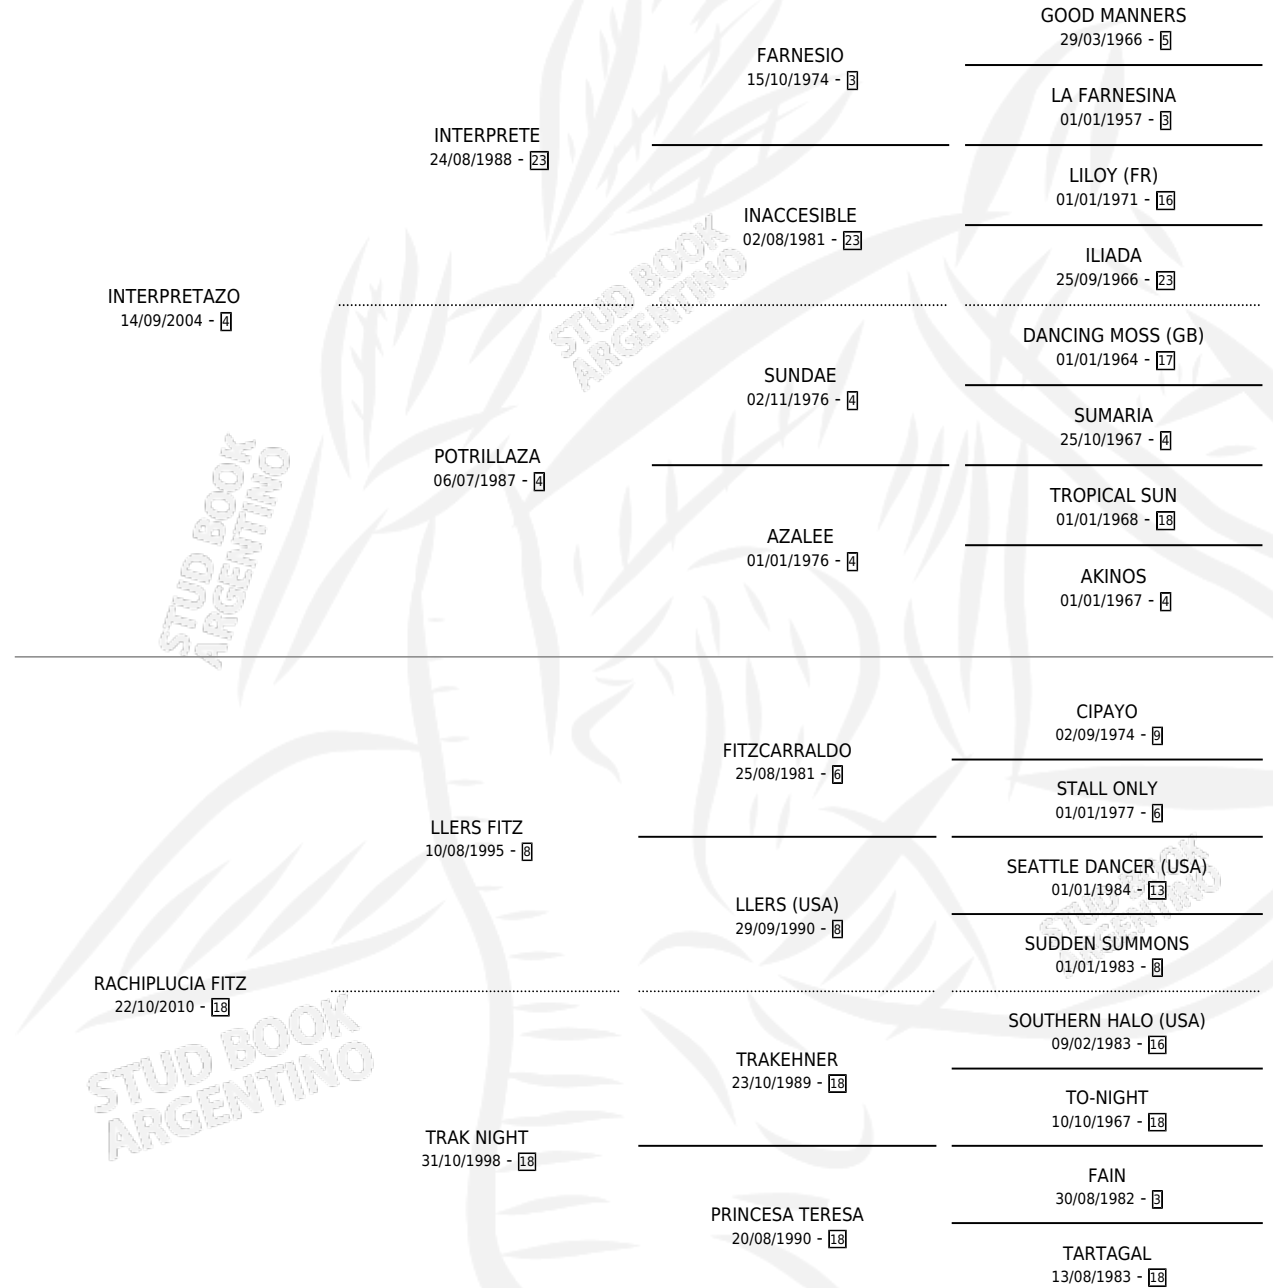 GOOD MANNERS
29/03/1966 - 5
FARNESIO
15/10/1974 - 3
LA FARNESINA
01/01/1957 - 3
INTERPRETE
24/08/1988 - 23
LILOY (FR)
01/01/1971 - 16
INACCESIBLE
02/08/1981 - 23
ILIADA
25/09/1966 - 23
INTERPRETAZO
14/09/2004 - 4
DANCING MOSS (GB)
01/01/1964 - 17
SUNDAE
02/11/1976 - 4
SUMARIA
25/10/1967 - 4
POTRILLAZA
06/07/1987 - 4
TROPICAL SUN
01/01/1968 - 18
AZALEE
01/01/1976 - 4
AKINOS
01/01/1967 - 4
CIPAYO
02/09/1974 - 9
FITZCARRALDO
25/08/1981 - 6
STALL ONLY
01/01/1977 - 6
LLERS FITZ
10/08/1995 - 8
SEATTLE DANCER (USA)
01/01/1984 - 13
LLERS (USA)
29/09/1990 - 8
SUDDEN SUMMONS
01/01/1983 - 8
RACHIPLUCIA FITZ
22/10/2010 - 18
SOUTHERN HALO (USA)
09/02/1983 - 16
TRAKEHNER
23/10/1989 - 18
TO-NIGHT
10/10/1967 - 18
TRAK NIGHT
31/10/1998 - 18
FAIN
30/08/1982 - 3
PRINCESA TERESA
20/08/1990 - 18
TARTAGAL
13/08/1983 - 18
STUD BOOK
ARGENTINO
STUD BOOK
ARGENTINO
STUD BOOK
ARGENTINO
STUD BOOK
ARGENTINO